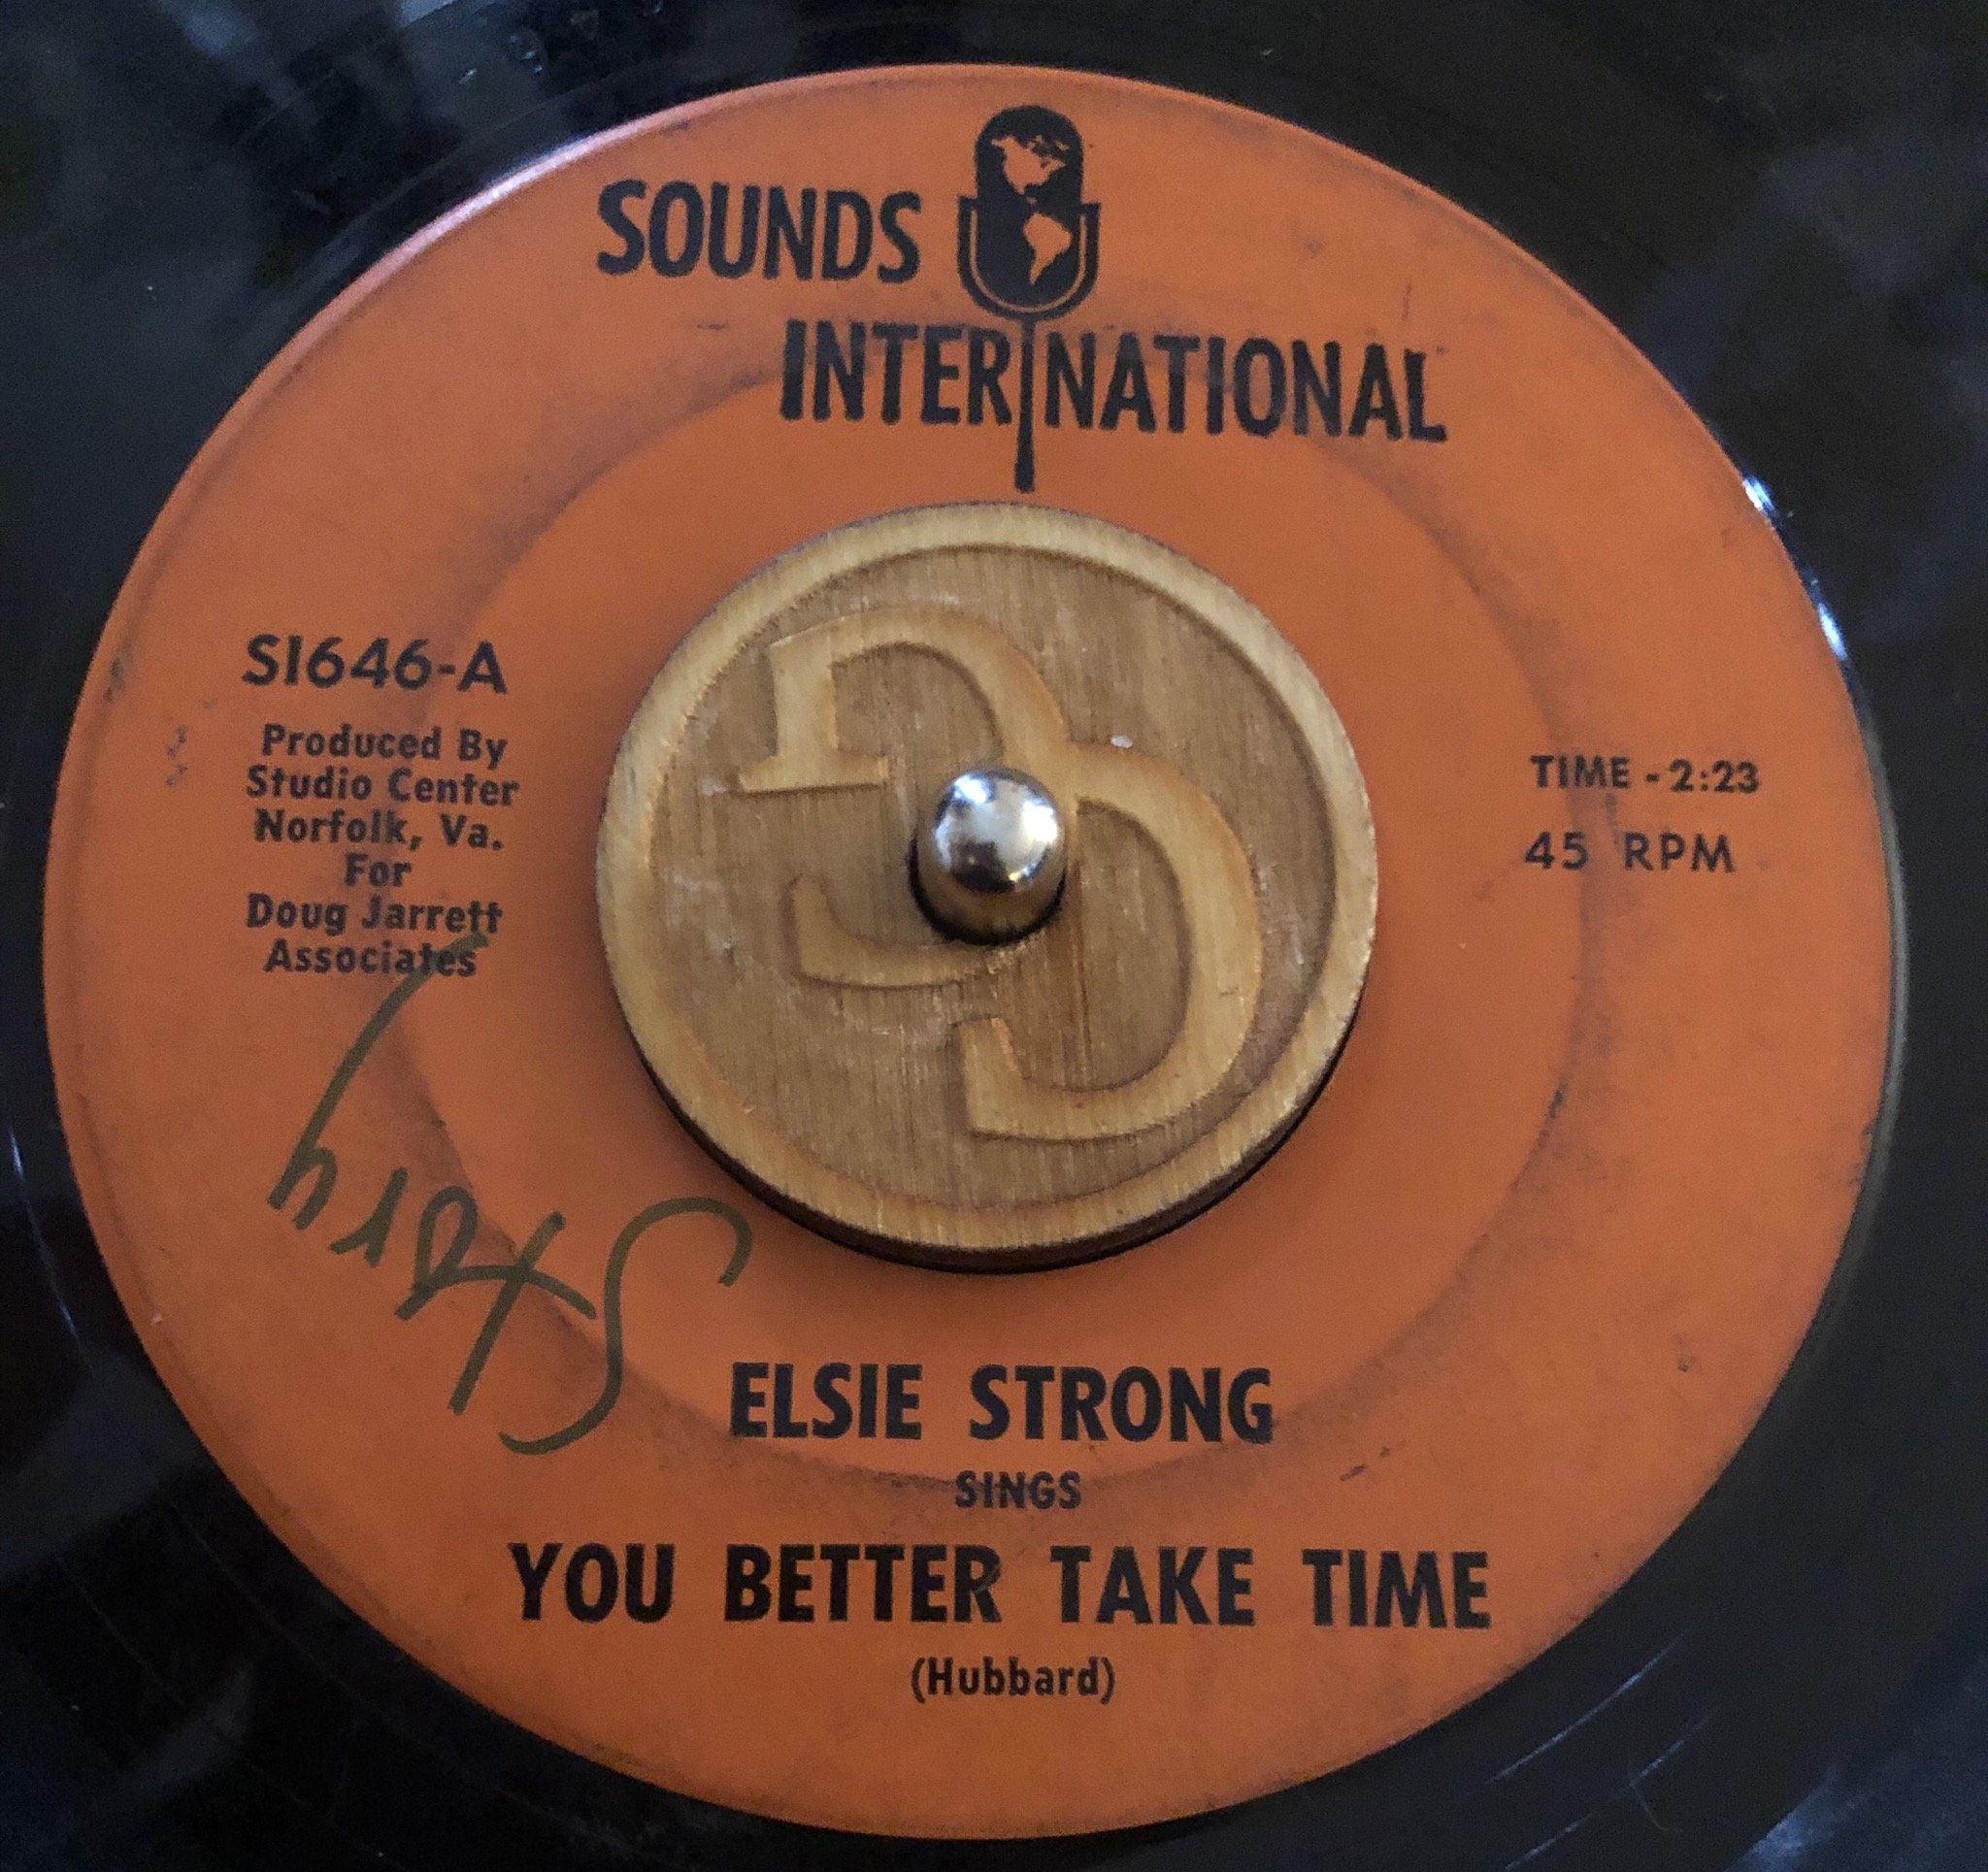 SOUNDS
INTERNATIONAL
SI646-A
Produced By
Studio Center
Norfolk, Va.
For
Doug Jarrett
Associates
TIME - 2:23
45 RPM
Story
ELSIE STRONG
SINGS
YOU BETTER TAKE TIME
(Hubbard)